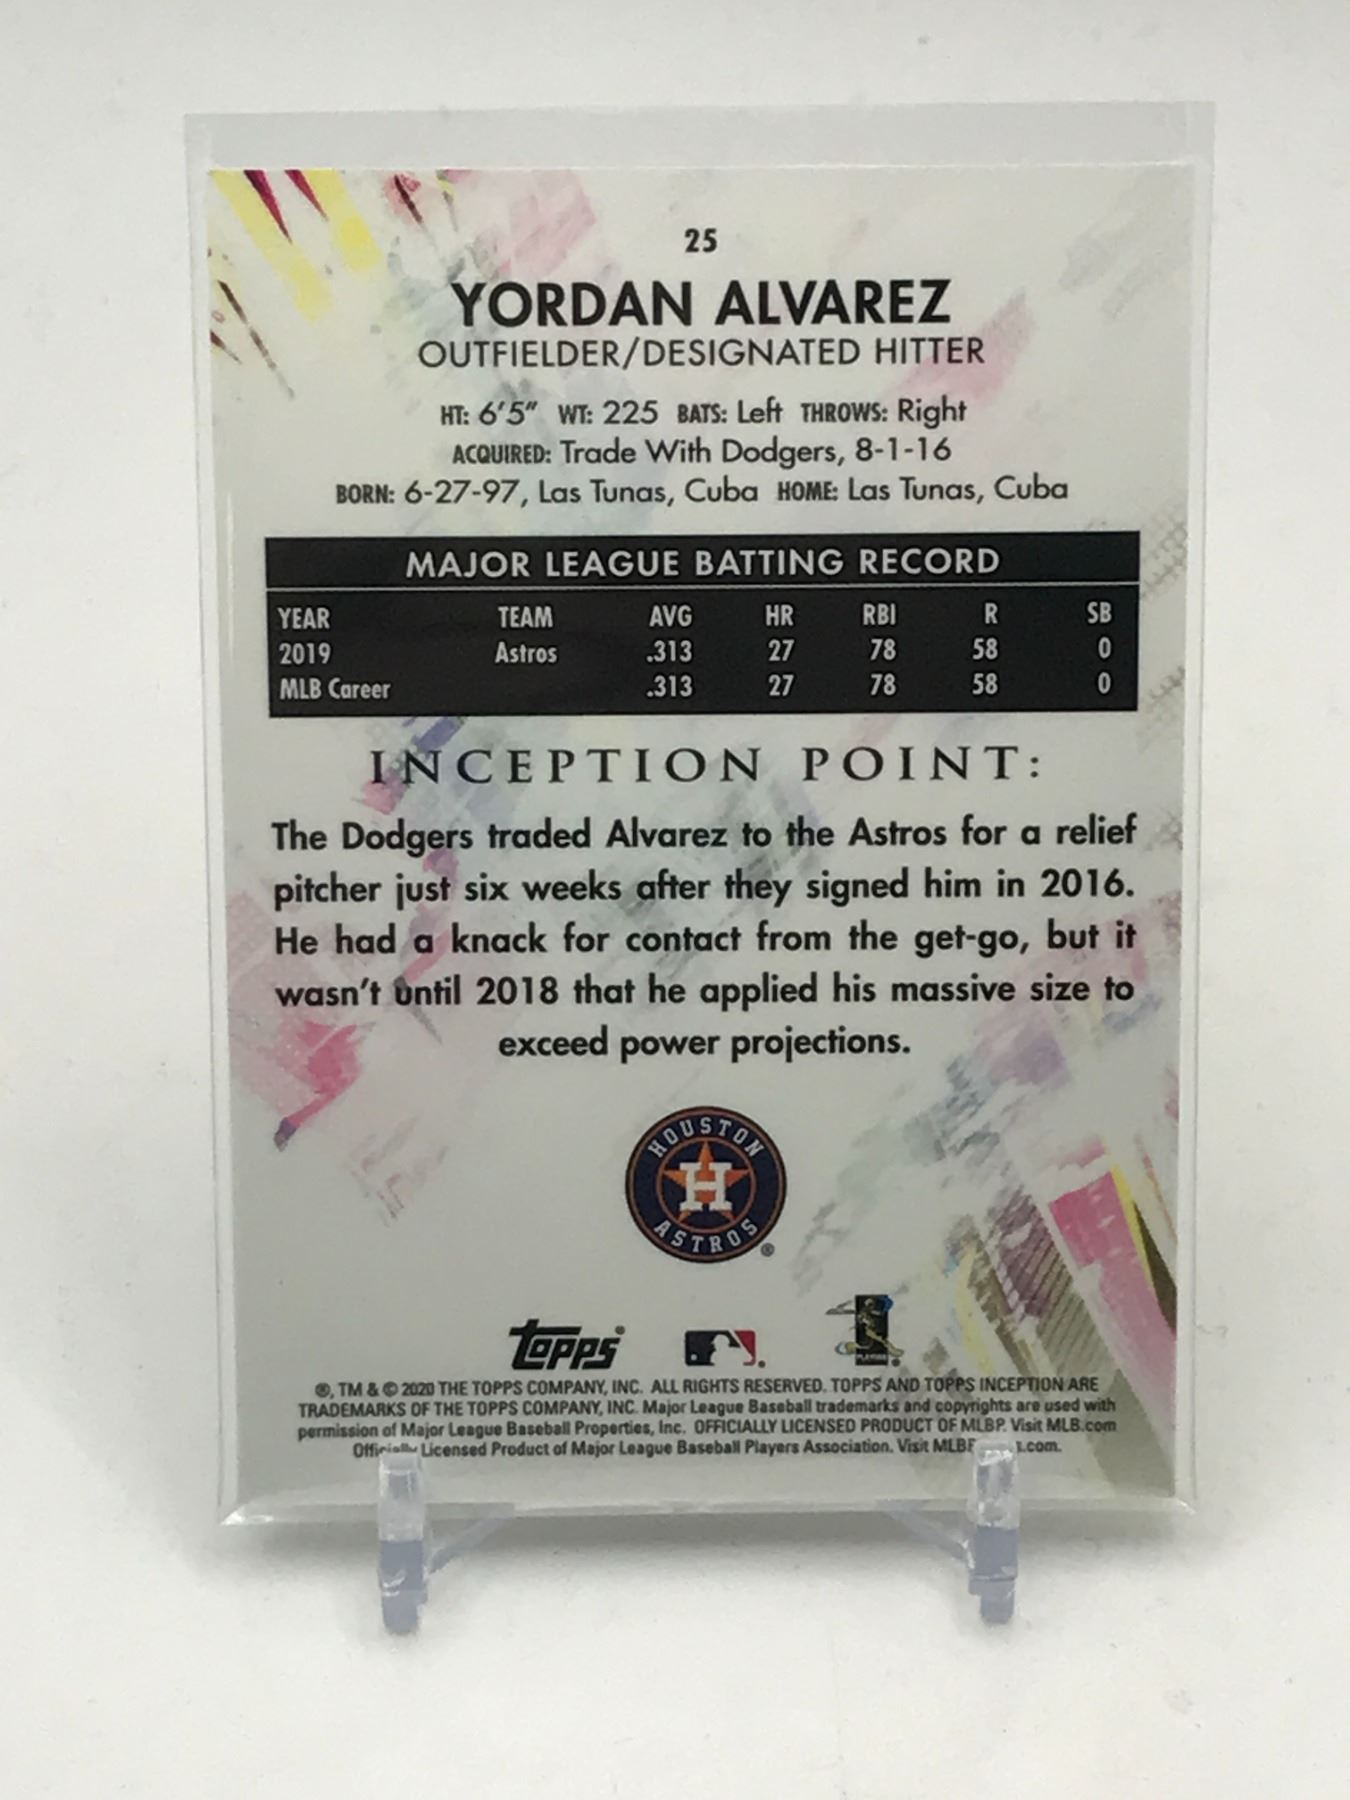 25
YORDAN ALVAREZ
OUTFIELDER/DESIGNATED HITTER
HT: 6'5" WT: 225 BATS: Left THROWS: Right
ACQUIRED: Trade With Dodgers, 8-1-16
BORN: 6-27-97, Las Tunas, Cuba HOME: Las Tunas, Cuba
MAJOR LEAGUE BATTING RECORD
YEAR TEAM AVG HR RBI R SB
2019 Astros .313 27 78 58 0
MLB Career .313 27 78 58 0
INCEPTION POINT:
The Dodgers traded Alvarez to the Astros for a relief
pitcher just six weeks after they signed him in 2016.
He had a knack for contact from the get-go, but it
wasn't until 2018 that he applied his massive size to
exceed power projections.
HOUSTON
H
ASTROS®
topps®
®, TM & © 2020 THE TOPPS COMPANY, INC. ALL RIGHTS RESERVED. TOPPS AND TOPPS INCEPTION ARE
TRADEMARKS OF THE TOPPS COMPANY, INC. Major League Baseball trademarks and copyrights are used with
permission of Major League Baseball Properties, Inc. OFFICIALLY LICENSED PRODUCT OF MLBP. Visit MLB.com
Officially Licensed Product of Major League Baseball Players Association. Visit